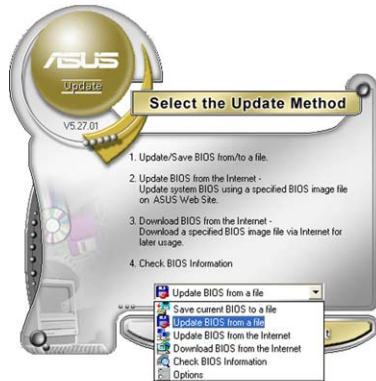 ASUS
Update
V5.27.01
Select the Update Method
1. Update/Save BIOS from/to a file.
2. Update BIOS from the Internet -
Update system BIOS using a specified BIOS image file
on ASUS Web Site.
3. Download BIOS from the Internet -
Download a specified BIOS image file via Internet for
later usage.
4. Check BIOS Information
Update BIOS from a file
Save current BIOS to a file
Update BIOS from a file
Update BIOS from the Internet
Download BIOS from the Internet
Check BIOS Information
Options